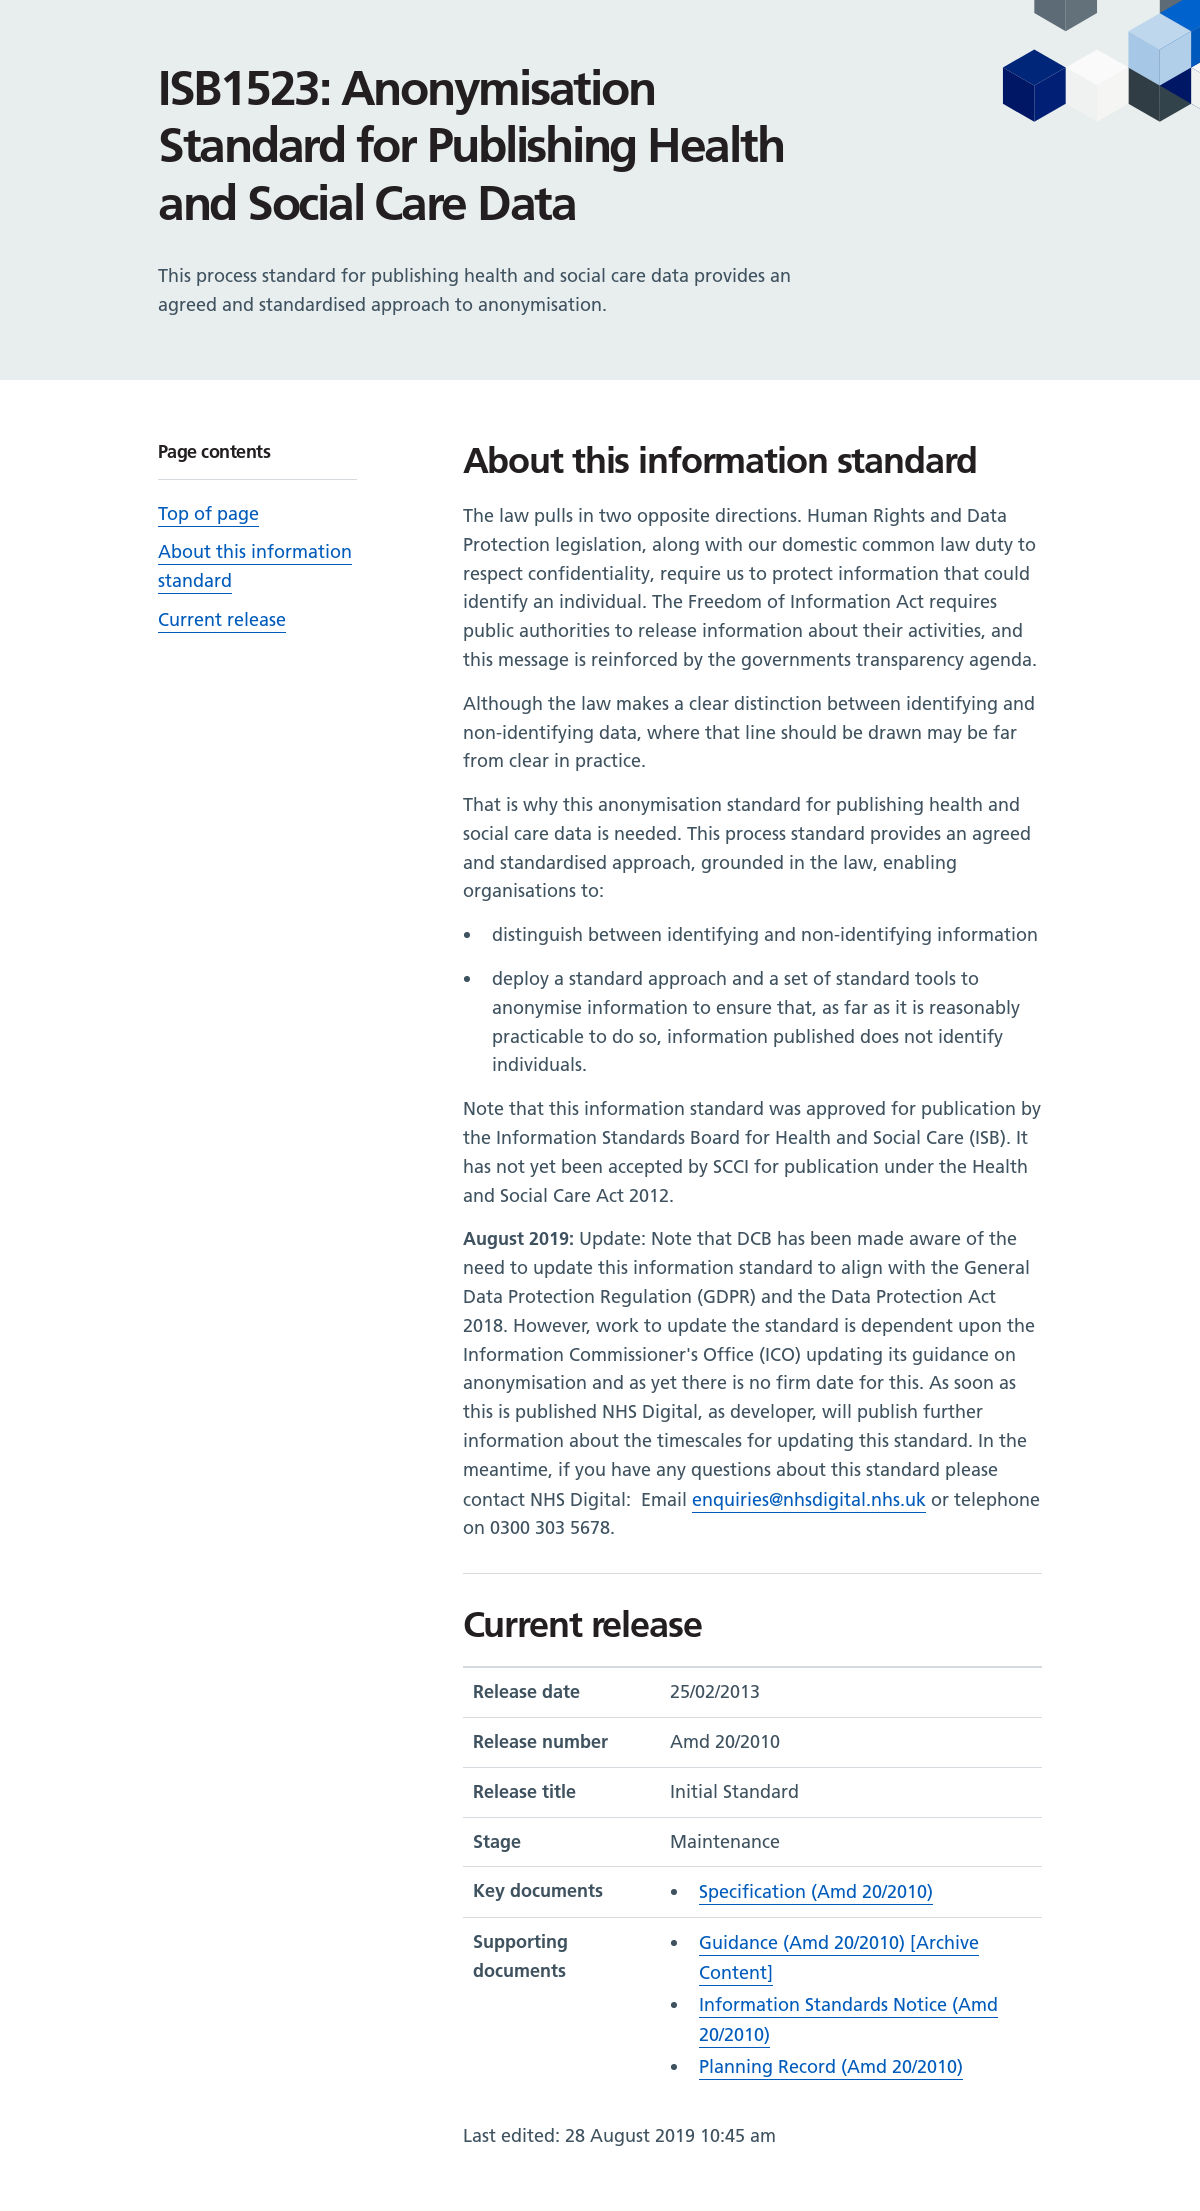 ISB1523: Anonymisation
Standard for Publishing Health
and Social Care Data
This process standard for publishing health and social care data provides an
agreed and standardised approach to anonymisation.
Page contents
Top of page
About this information
standard
Current release
About this information standard
The law pulls in two opposite directions. Human Rights and Data
Protection legislation, along with our domestic common law duty to
respect confidentiality, require us to protect information that could
identify an individual. The Freedom of Information Act requires
public authorities to release information about their activities, and
this message is reinforced by the governments transparency agenda.
Although the law makes a clear distinction between identifying and
non-identifying data, where that line should be drawn may be far
from clear in practice.
That is why this anonymisation standard for publishing health and
social care data is needed. This process standard provides an agreed
and standardised approach, grounded in the law, enabling
organisations to:
• distinguish between identifying and non-identifying information
• deploy a standard approach and a set of standard tools to
anonymise information to ensure that, as far as it is reasonably
practicable to do so, information published does not identify
individuals.
Note that this information standard was approved for publication by
the Information Standards Board for Health and Social Care (ISB). It
has not yet been accepted by SCCI for publication under the Health
and Social Care Act 2012.
August 2019: Update: Note that DCB has been made aware of the
need to update this information standard to align with the General
Data Protection Regulation (GDPR) and the Data Protection Act
2018. However, work to update the standard is dependent upon the
Information Commissioner's Office (ICO) updating its guidance on
anonymisation and as yet there is no firm date for this. As soon as
this is published NHS Digital, as developer, will publish further
information about the timescales for updating this standard. In the
meantime, if you have any questions about this standard please
contact NHS Digital:  Email enquiries@nhsdigital.nhs.uk or telephone
on 0300 303 5678.
Current release
Release date 25/02/2013
Release number Amd 20/2010
Release title Initial Standard
Stage Maintenance
Key documents • Specification (Amd 20/2010)
Supporting
documents
• Guidance (Amd 20/2010) [Archive
Content]
• Information Standards Notice (Amd
20/2010)
• Planning Record (Amd 20/2010)
Last edited: 28 August 2019 10:45 am